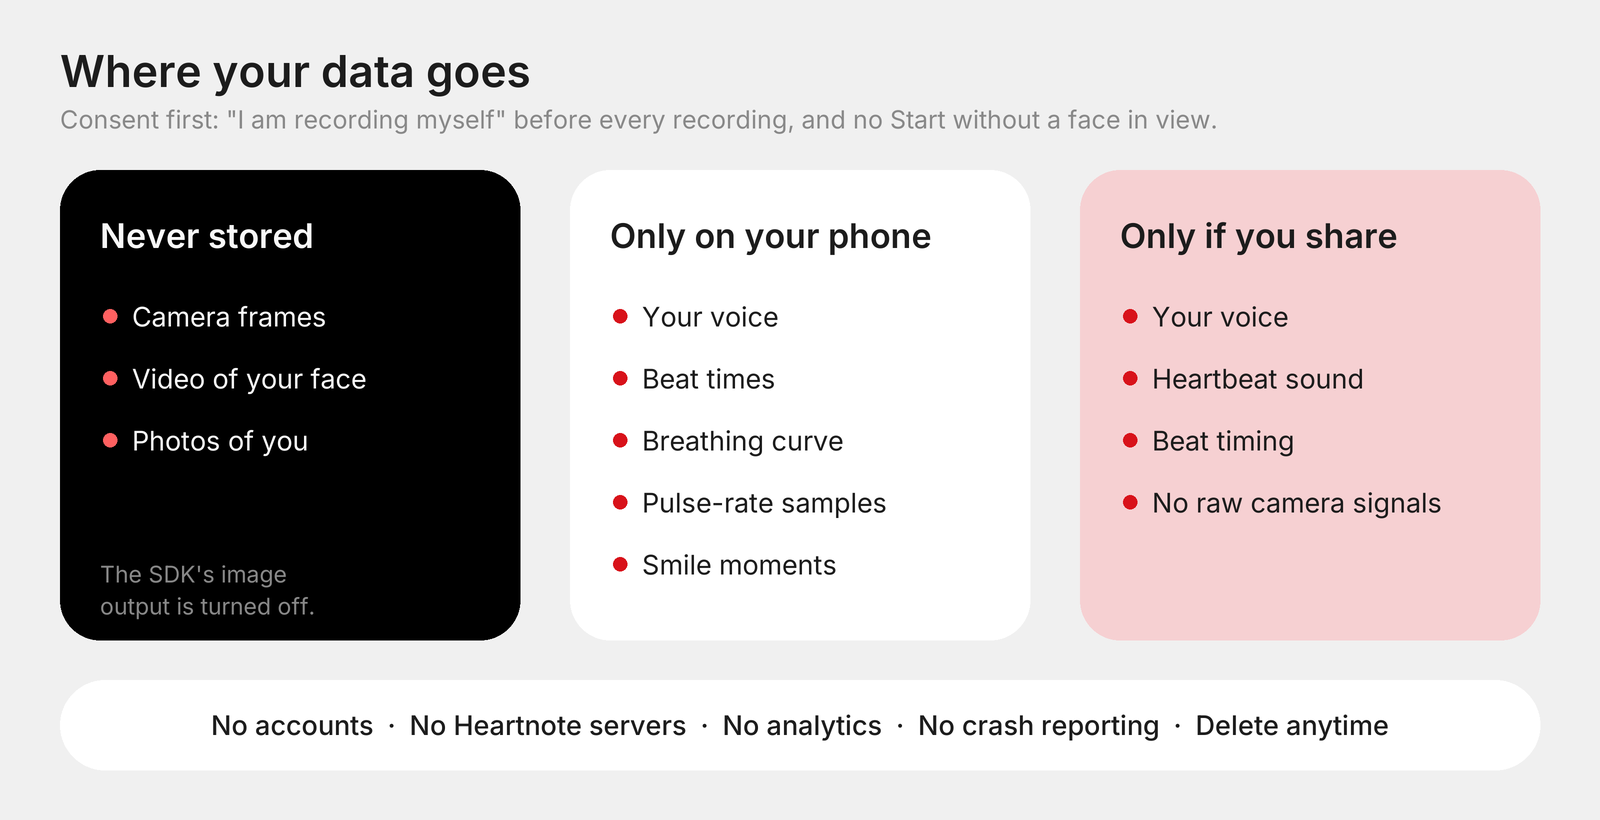 Where your data goes
Consent first: "I am recording myself" before every recording, and no Start without a face in view.
Never stored
Camera frames
Video of your face
Photos of you
The SDK's image
output is turned off.
Only on your phone
Your voice
Beat times
Breathing curve
Pulse-rate samples
Smile moments
Only if you share
Your voice
Heartbeat sound
Beat timing
No raw camera signals
No accounts · No Heartnote servers · No analytics · No crash reporting · Delete anytime